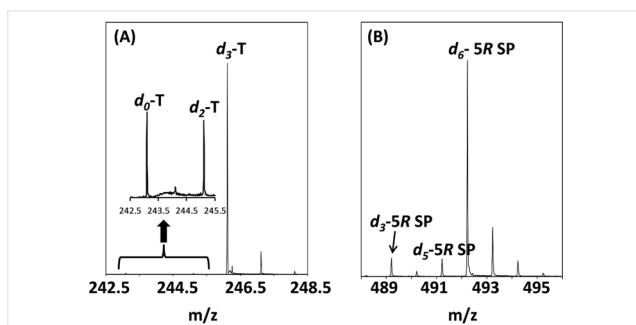 (A)
d3-T
d0-T
d2-T
242.5 243.5 244.5 245.5
242.5 244.5 246.5 248.5
m/z
(B)
d6- 5R SP
d3-5R SP
d5-5R SP
489 491 493 495
m/z